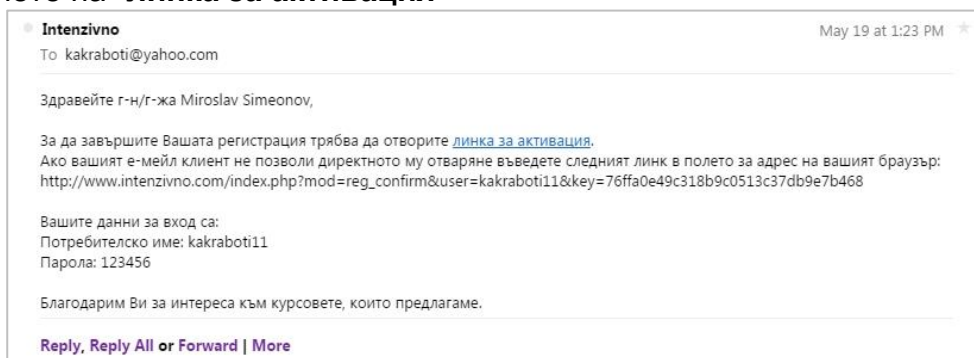 линка за активация
Intenzivno May 19 at 1:23 PM
To kakraboti@yahoo.com
Здравейте г-н/г-жа Miroslav Simeonov,
За да завършите Вашата регистрация трябва да отворите линка за активация.
Ако вашият е-мейл клиент не позволи директното му отваряне въведете следният линк в полето за адрес на вашият браузър:
http://www.intenzivno.com/index.php?mod=reg_confirm&user=kakraboti11&key=76ffa0e49c318b9c0513c37db9e7b468
Вашите данни за вход са:
Потребителско име: kakraboti11
Парола: 123456
Благодарим Ви за интереса към курсовете, които предлагаме.
Reply, Reply All or Forward | More